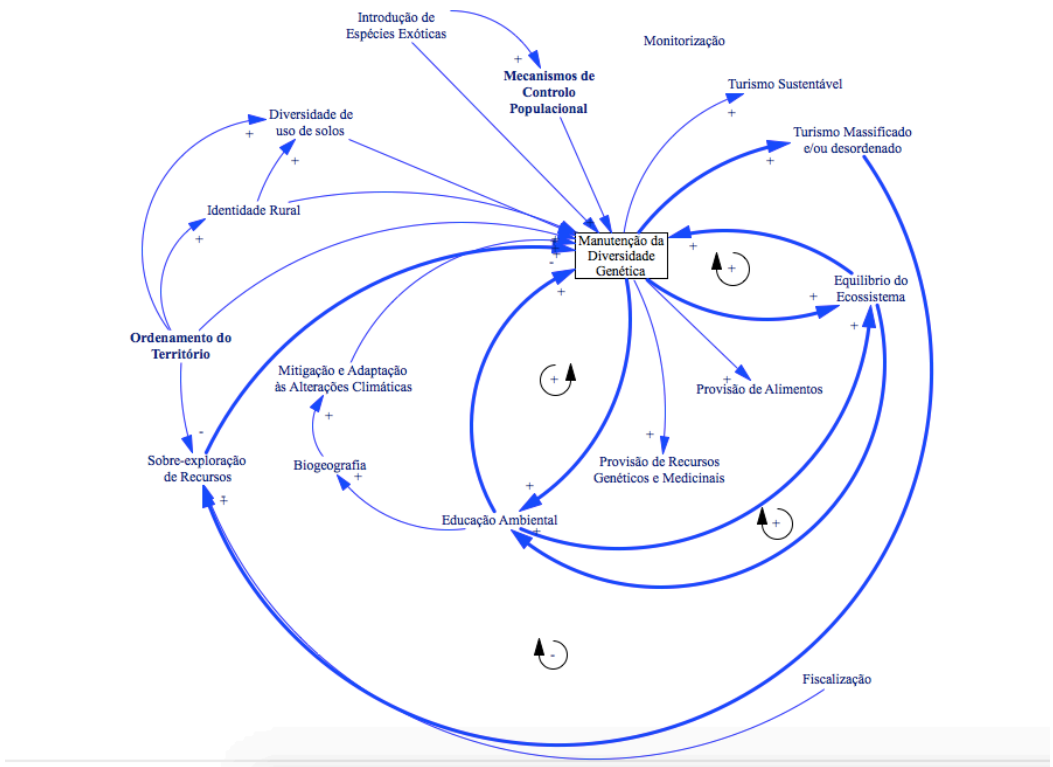 Introdução de
Espécies Exóticas
Monitorização
+
Mecanismos de
Controlo
Populacional
Turismo Sustentável
+
Diversidade de
uso de solos
+
+
Turismo Massificado
e/ou desordenado
+
Identidade Rural
+
Manutenção da
Diversidade
Genética
-
+
+
+
Equilibrio do
Ecossistema
+
+
Ordenamento do
Território
Mitigação e Adaptação
às Alterações Climáticas
+
+
+
Provisão de Alimentos
-
+
Sobre-exploração
de Recursos
Biogeografia
+
Provisão de Recursos
Genéticos e Medicinais
+
+
Educação Ambiental
+
+
-
Fiscalização